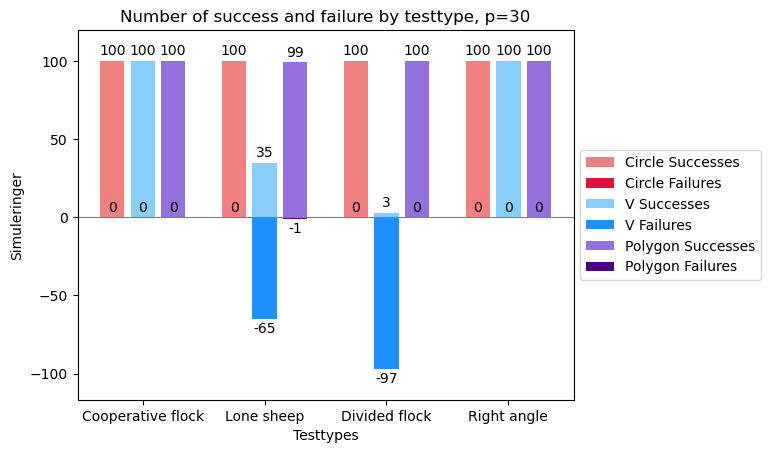 Number of success and failure by testtype, p=30
100 100 100 100 99 100 100 100 100 100
35
3
0 0 0 0 0 0 0 0 0
-1
-65
-97
100
50
0
−50
−100
Simuleringer
Cooperative flock Lone sheep Divided flock Right angle
Testtypes
Circle Successes
Circle Failures
V Successes
V Failures
Polygon Successes
Polygon Failures